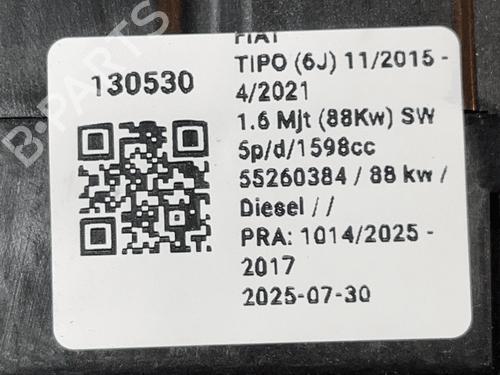 FIAT
TIPO (6J) 11/2015 -
4/2021
1.6 Mjt (88Kw) SW
5p/d/1598cc
55260384 / 88 kw /
Diesel / /
PRA: 1014/2025 -
2017
2025-07-30
130530
B-PARTS